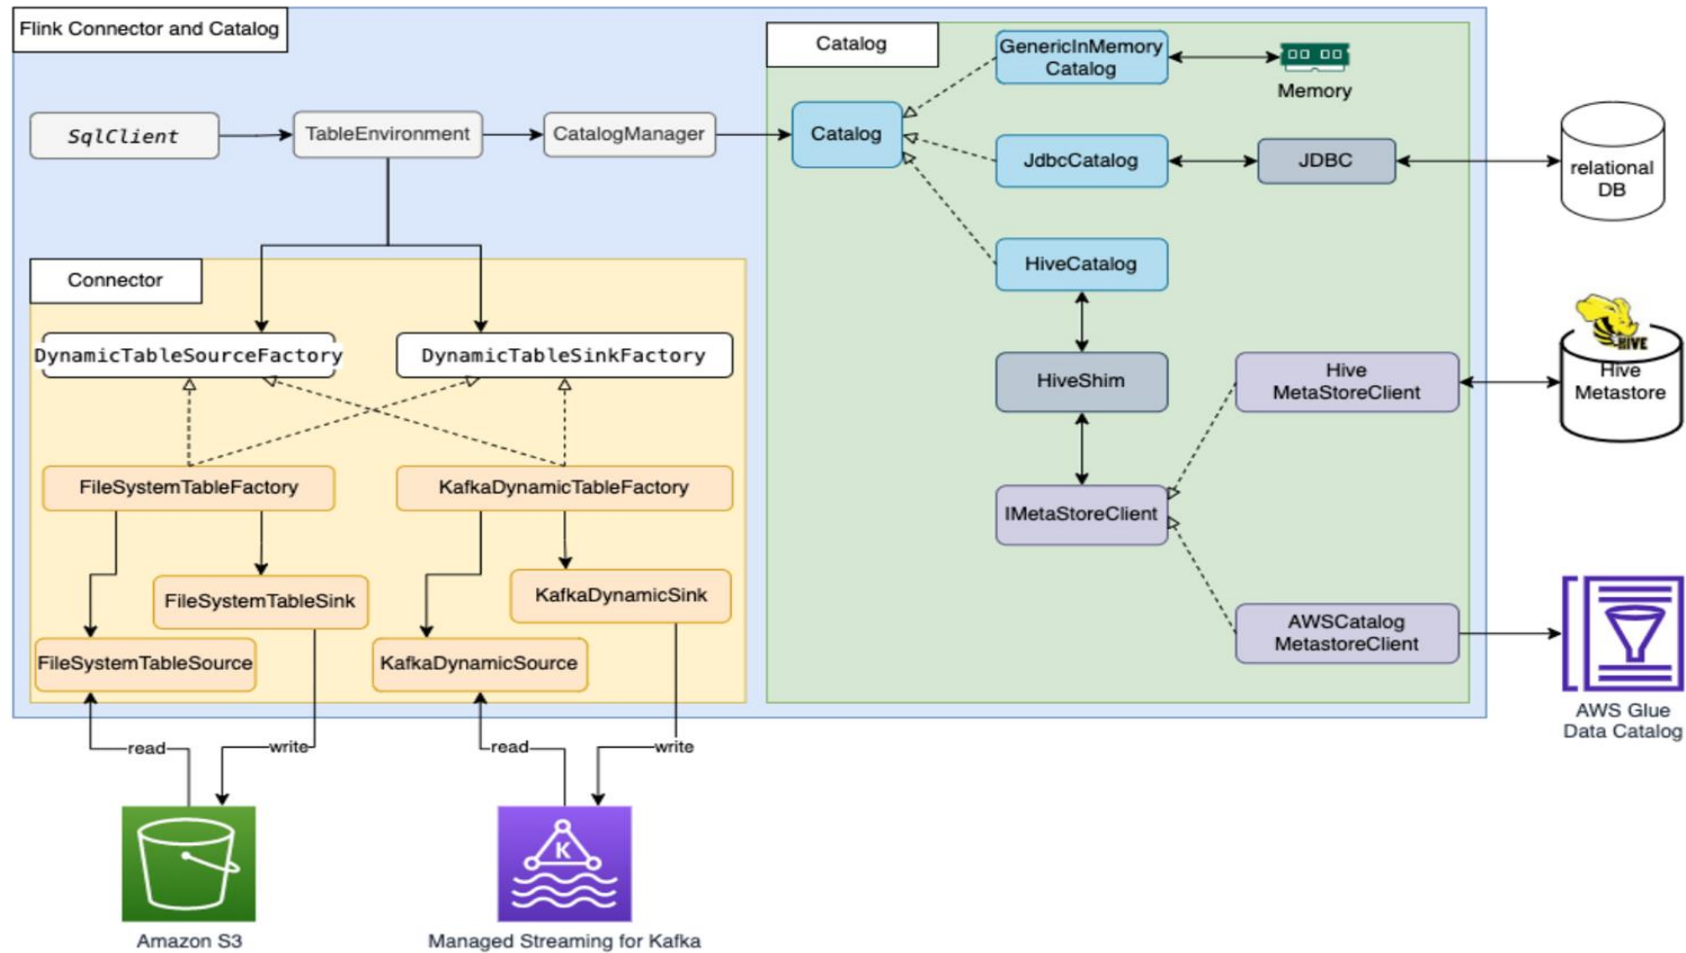 Flink Connector and Catalog
Catalog
GenericInMemory
Catalog
Memory
SqlClient
TableEnvironment
CatalogManager
Catalog
JdbcCatalog
JDBC
relational
DB
HiveCatalog
Connector
DynamicTableSourceFactory
DynamicTableSinkFactory
HiveShim
Hive
MetaStoreClient
HIVE
Hive
Metastore
FileSystemTableFactory
KafkaDynamicTableFactory
IMetaStoreClient
FileSystemTableSink
KafkaDynamicSink
FileSystemTableSource
KafkaDynamicSource
AWSCatalog
MetastoreClient
AWS Glue
Data Catalog
read
write
read
write
K
Amazon S3
Managed Streaming for Kafka